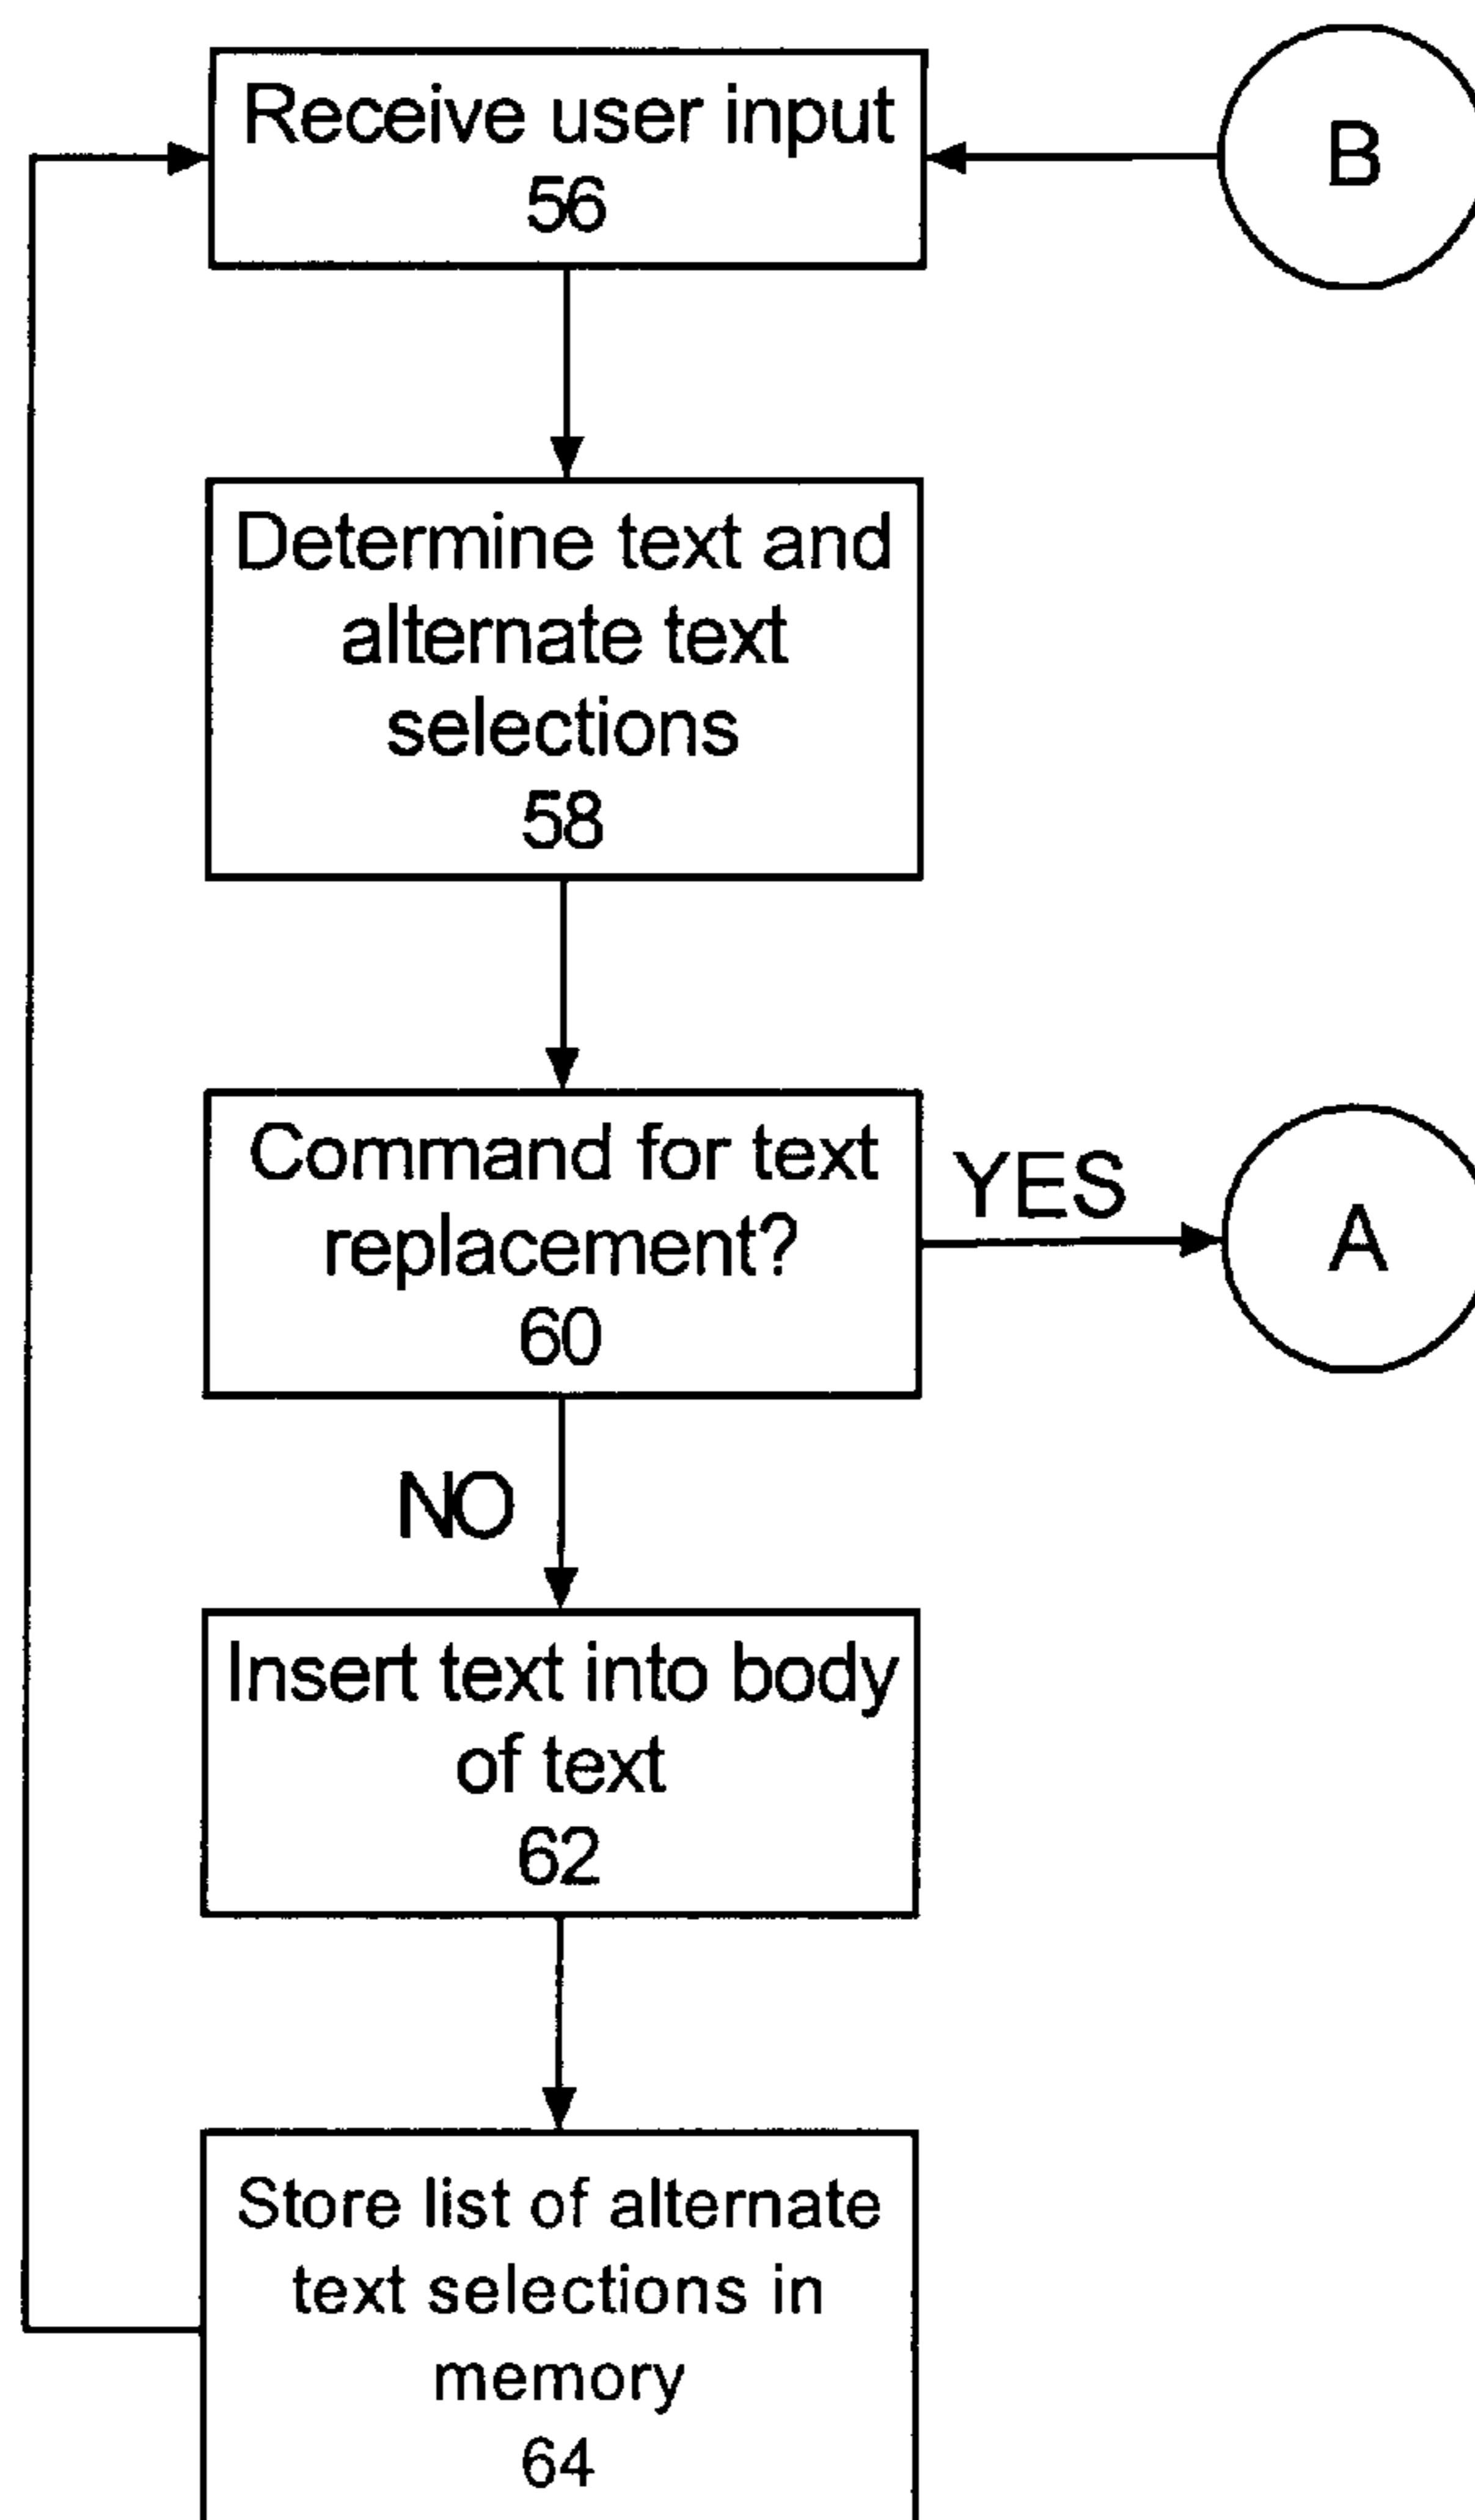 Receive user input
56
B
Determine text and
alternate text
selections
58
Command for text
replacement?
60
YES
A
NO
Insert text into body
of text
62
Store list of alternate
text selections in
memory
64